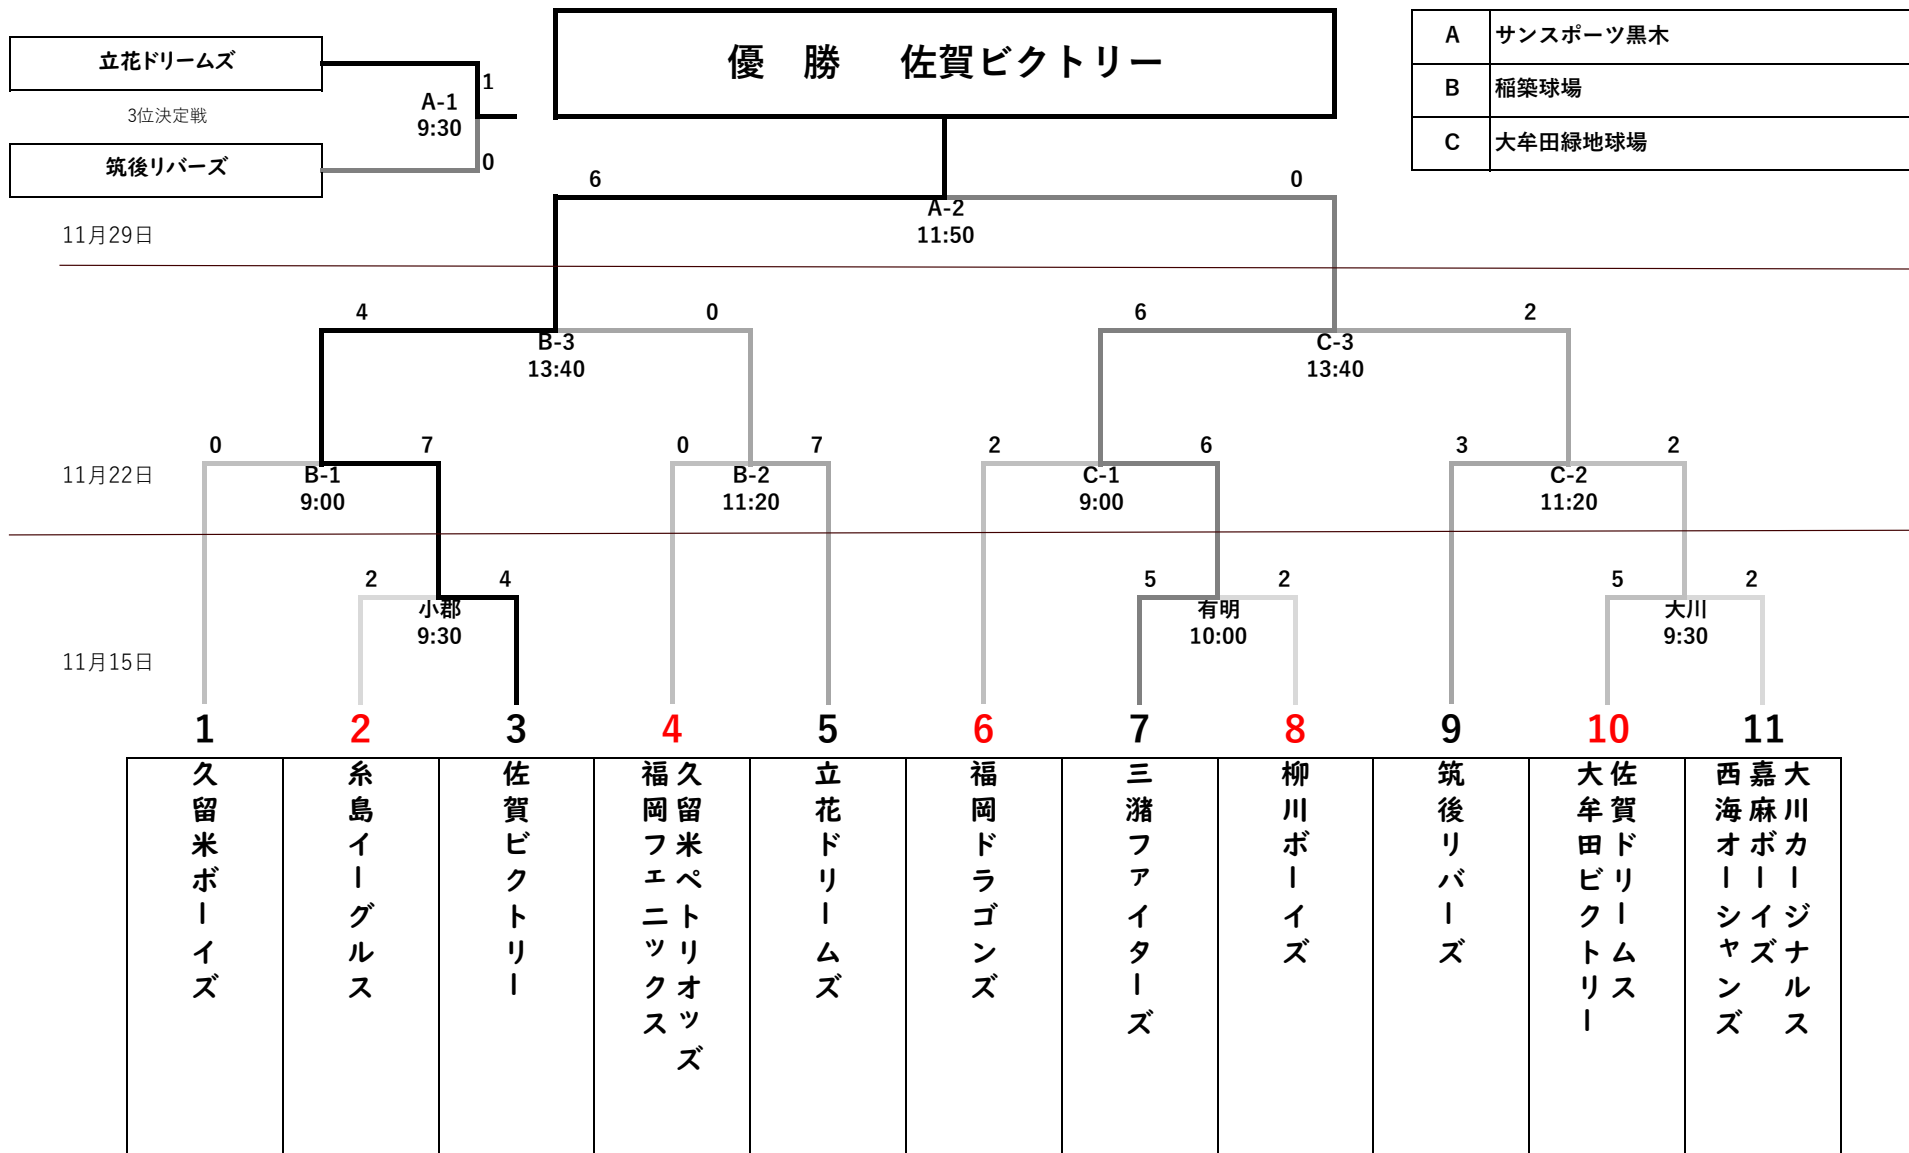 優 勝 佐賀ビクトリー
立花ドリームズ
3位決定戦
筑後リバーズ
A-1
9:30
1
0
A サンスポーツ黒木
B 稲築球場
C 大牟田緑地球場
6 0
A-2
11:50
11月29日
4 0 6 2
B-3 C-3
13:40 13:40
0 7 0 7 2 6 3 2
11月22日
B-1 B-2 C-1 C-2
9:00 11:20 9:00 11:20
2 4 5 2 5 2
小郡 有明 大川
9:30 10:00 9:30
11月15日
1 2 3 4 5 6 7 8 9 10 11
久留米ボーイズ
糸島イーグルス
佐賀ビクトリー
久留米ペトリオッズ
福岡フェニックス
立花ドリームズ
福岡ドラゴンズ
三潴ファイターズ
柳川ボーイズ
筑後リバーズ
佐賀ドリームス
大牟田ビクトリー
大川カージナルス
嘉麻ボーイズ
西海オーシャンズ